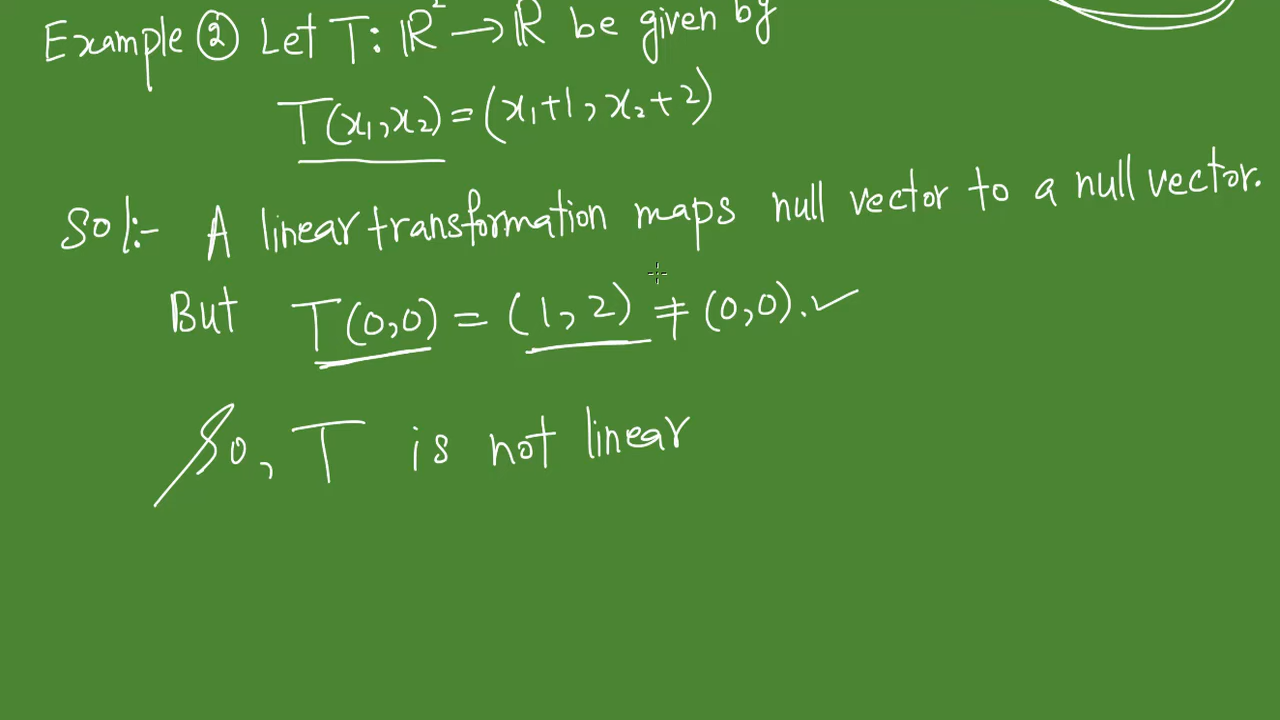 Example ② Let T: ℝ² → ℝ be given by
T(x₁,x₂) = (x₁+1, x₂+2)
Sol:- A linear transformation maps null vector to a null vector.
But T(0,0) = (1,2) ≠ (0,0). ✓
So, T is not linear